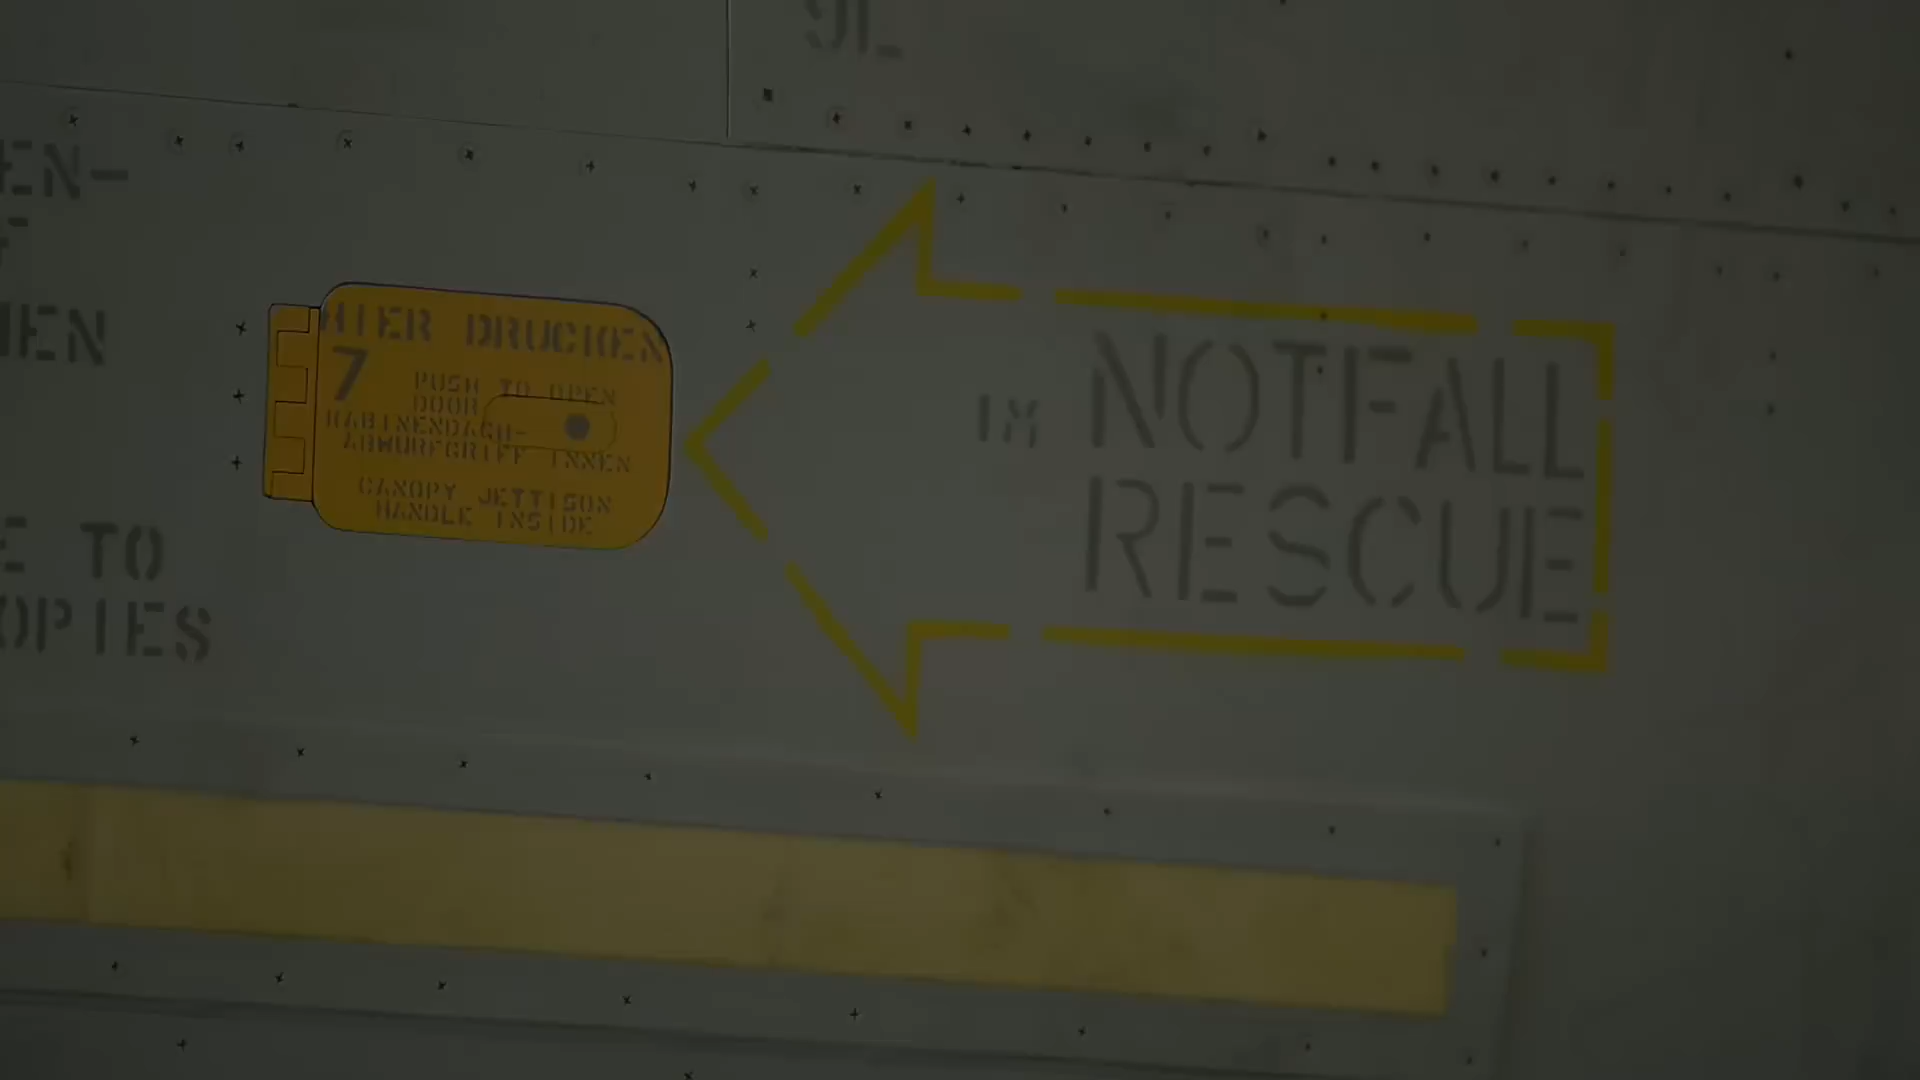 EN-
IEN
TO
OPIES
HIER DRUCKEN
7
PUSH TO OPEN
DOOR
KABINENDACH-
ABWURFGRIFF INNEN
CANOPY JETTISON
HANDLE INSIDE
IM NOTFALL
RESCUE